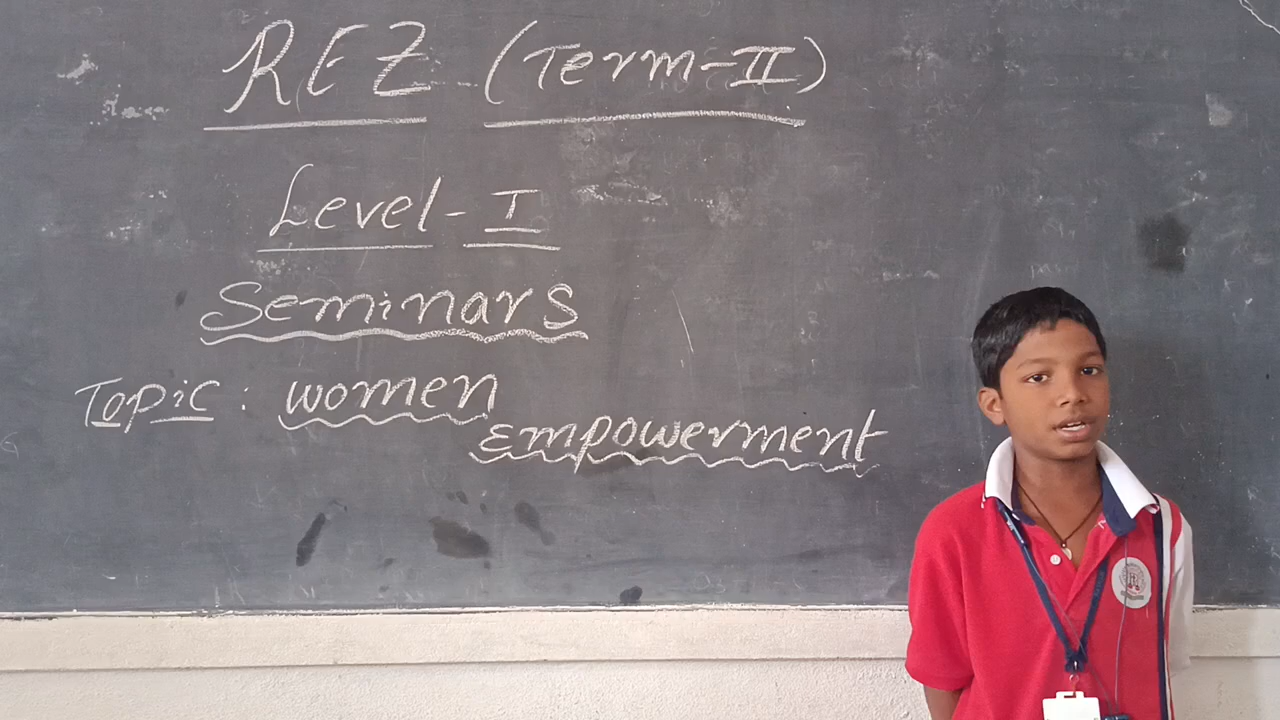 REZ (Term-II)
Level-I
Seminars
Topic: women
Empowerment